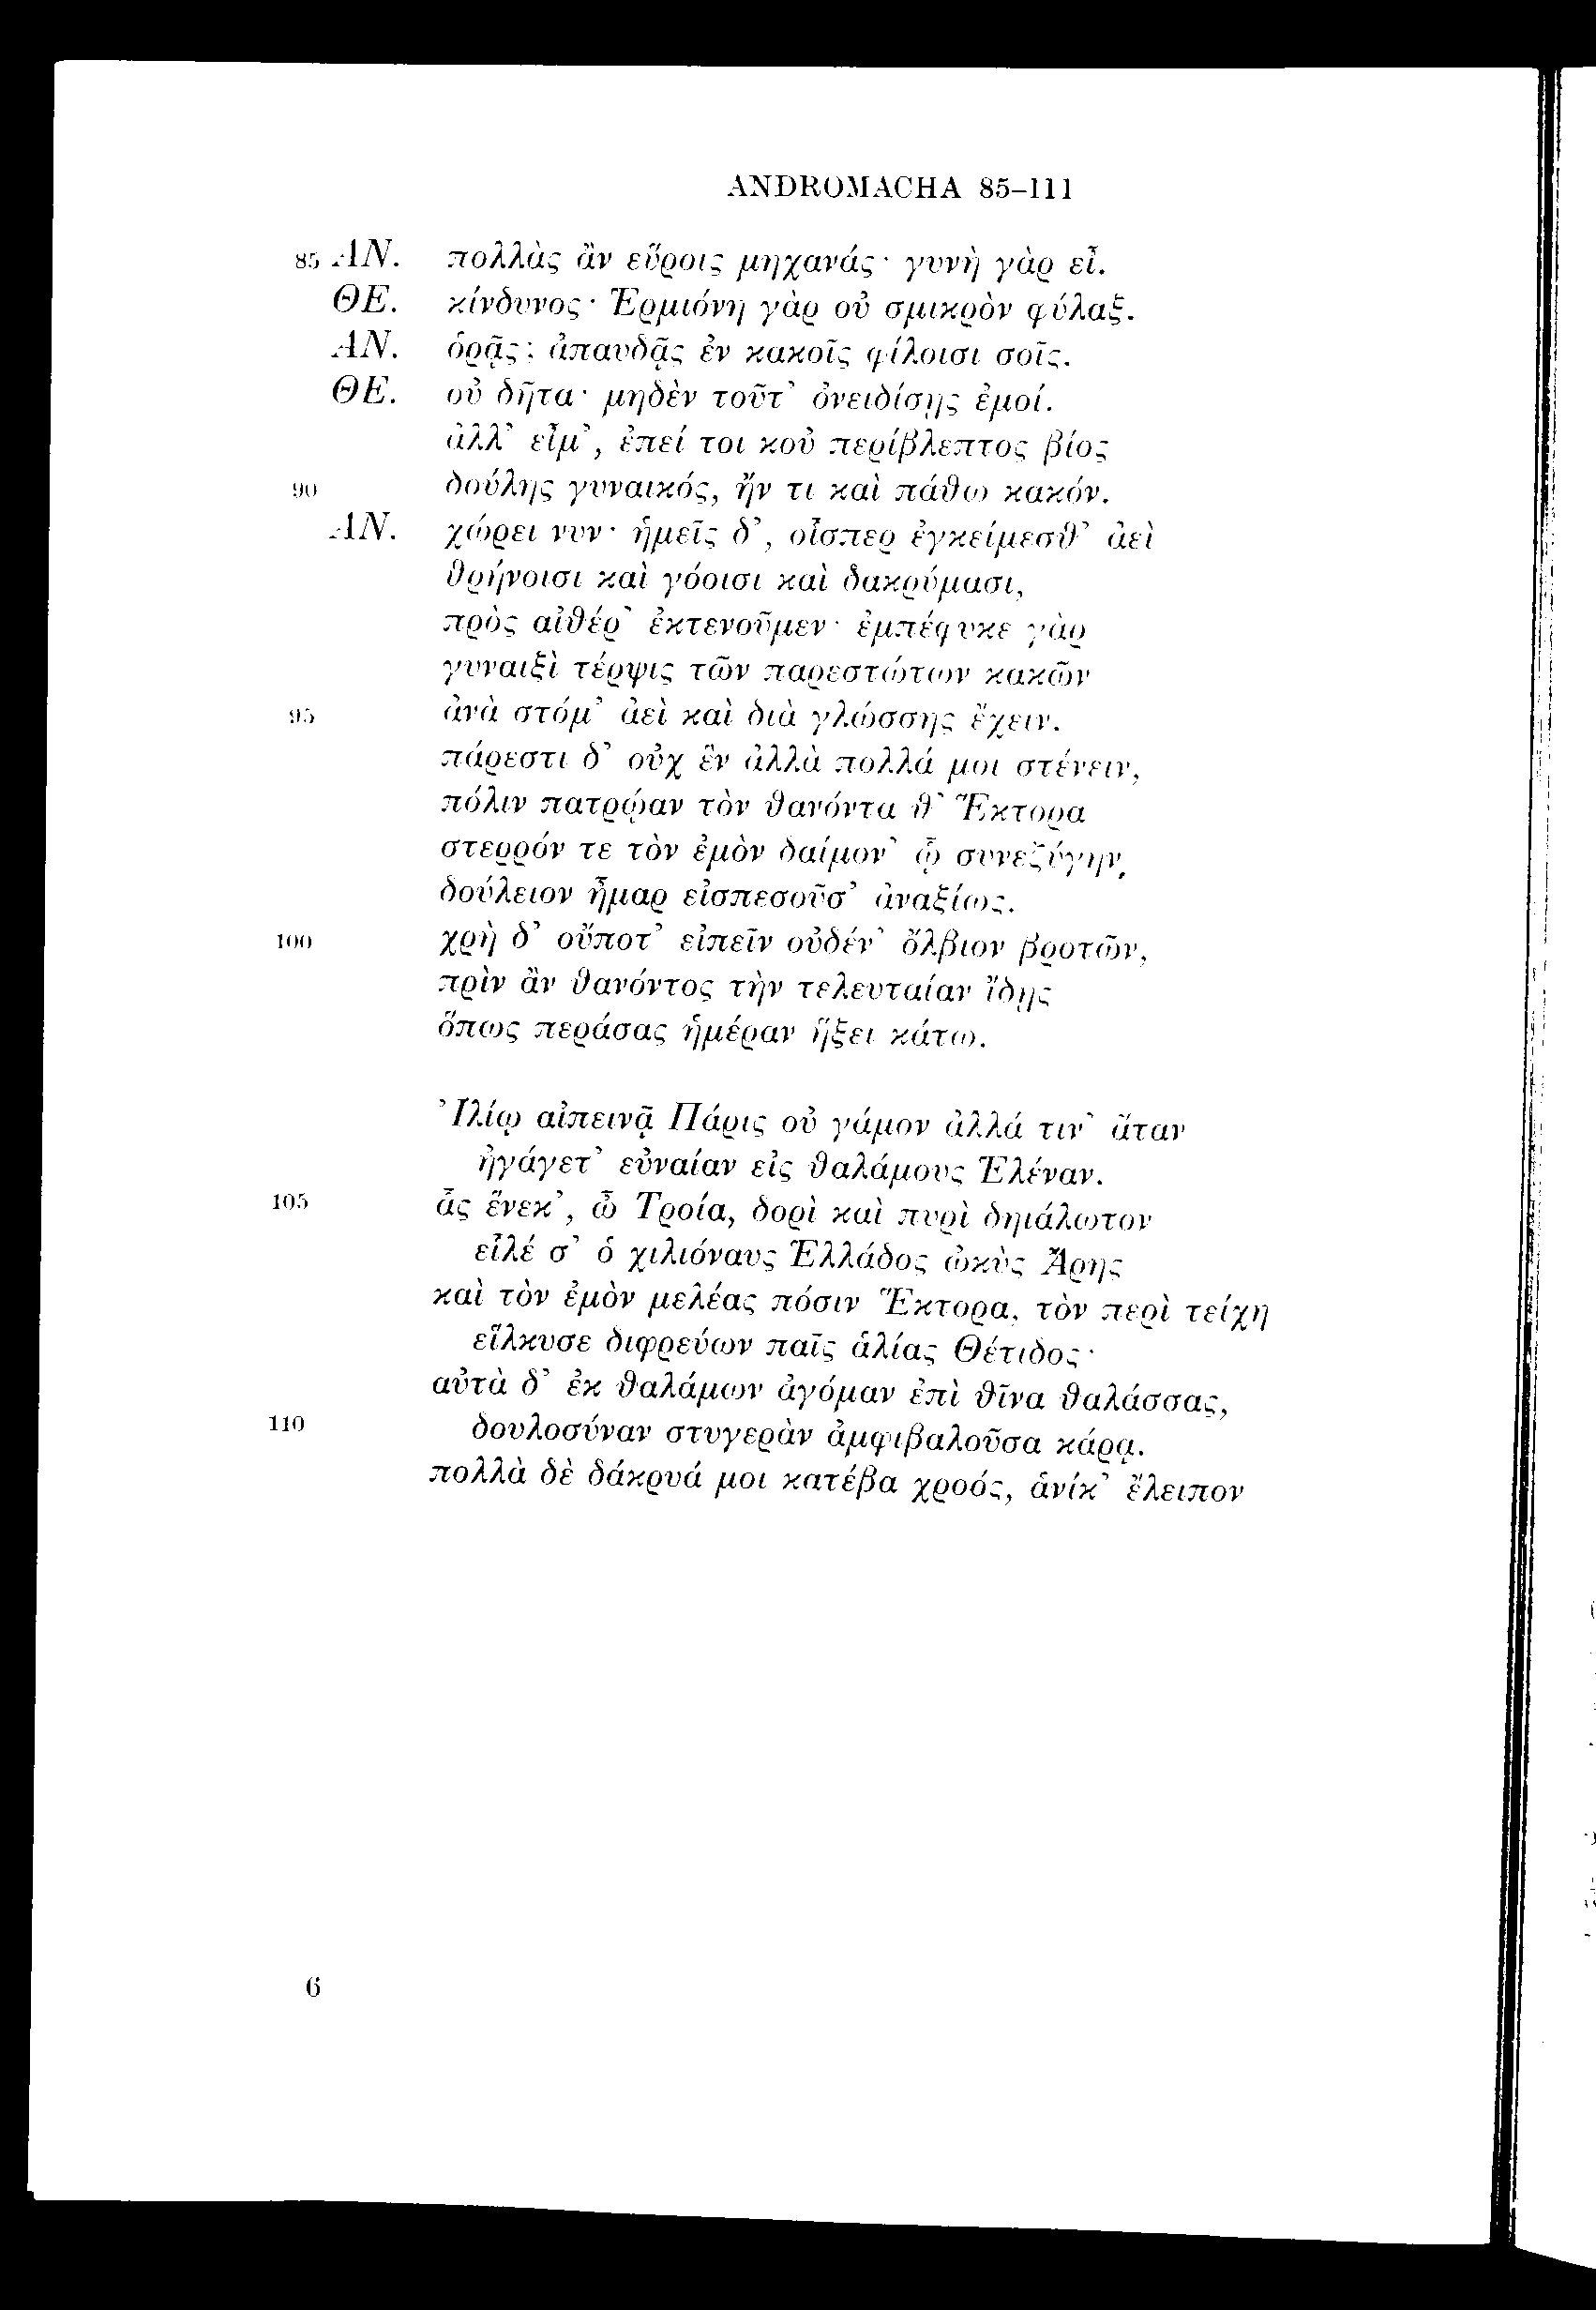 ANDROMACHA 85–111
85 ΑΝ. πολλὰς ἂν εὕροις μηχανάς· γυνὴ γὰρ εἶ.
ΘΕ. κίνδυνος· Ἑρμιόνη γὰρ οὐ σμικρὸν φύλαξ.
ΑΝ. ὁρᾷς; ἀπαυδᾷς ἐν κακοῖς φίλοισι σοῖς.
ΘΕ. οὐ δῆτα· μηδὲν τοῦτ’ ὀνειδίσῃς ἐμοί.
ἀλλ’ εἶμ’, ἐπεί τοι κοὐ περίβλεπτος βίος
90 δούλης γυναικός, ἤν τι καὶ πάθω κακόν.
ΑΝ. χώρει νυν· ἡμεῖς δ’, οἷσπερ ἐγκείμεσθ’ ἀεὶ
θρήνοισι καὶ γόοισι καὶ δακρύμασι,
πρὸς αἰθέρ’ ἐκτενοῦμεν· ἐμπέφυκε γὰρ
γυναιξὶ τέρψις τῶν παρεστώτων κακῶν
95 ἀνὰ στόμ’ ἀεὶ καὶ διὰ γλώσσης ἔχειν.
πάρεστι δ’ οὐχ ἓν ἀλλὰ πολλά μοι στένειν,
πόλιν πατρῴαν τὸν θανόντα θ’ Ἕκτορα
στερρόν τε τὸν ἐμὸν δαίμον’ ᾧ συνεζύγην,
δούλειον ἦμαρ εἰσπεσοῦσ’ ἀναξίως.
100 χρὴ δ’ οὔποτ’ εἰπεῖν οὐδέν’ ὄλβιον βροτῶν,
πρὶν ἂν θανόντος τὴν τελευταίαν ἴδῃς
ὅπως περάσας ἡμέραν ἥξει κάτω.
Ἰλίῳ αἰπεινᾷ Πάρις οὐ γάμον ἀλλά τιν’ ἄταν
ἠγάγετ’ εὐναίαν εἰς θαλάμους Ἑλέναν.
105 ἇς ἕνεκ’, ὦ Τροία, δορὶ καὶ πυρὶ δηιάλωτον
εἷλέ σ’ ὁ χιλιόναυς Ἑλλάδος ὠκὺς Ἄρης
καὶ τὸν ἐμὸν μελέας πόσιν Ἕκτορα, τὸν περὶ τείχη
εἵλκυσε διφρεύων παῖς ἁλίας Θέτιδος·
αὐτὰ δ’ ἐκ θαλάμων ἀγόμαν ἐπὶ θῖνα θαλάσσας,
110 δουλοσύναν στυγερὰν ἀμφιβαλοῦσα κάρᾳ.
πολλὰ δὲ δάκρυά μοι κατέβα χροός, ἁνίκ’ ἔλειπον
6